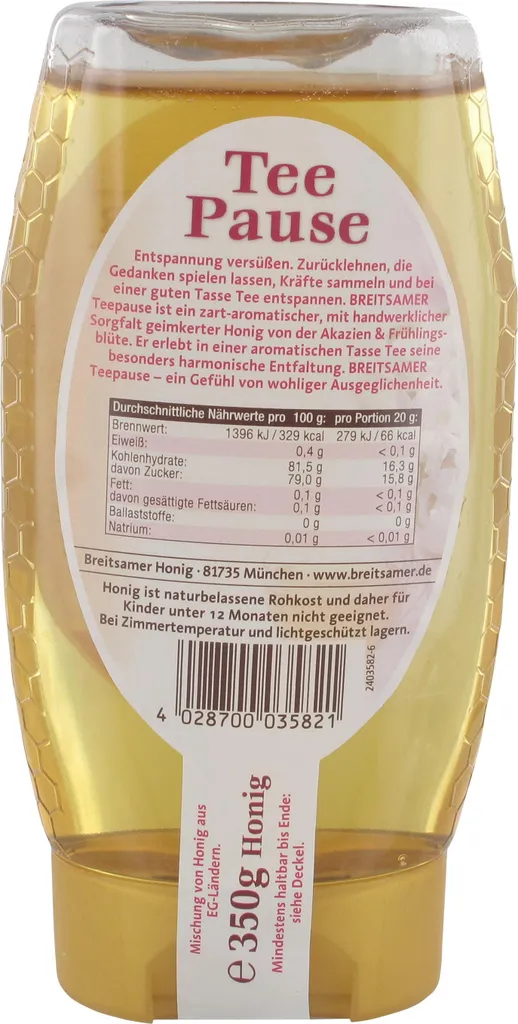 Tee
Pause
Entspannung versüßen. Zurücklehnen, die
Gedanken spielen lassen, Kräfte sammeln und bei
einer guten Tasse Tee entspannen. BREITSAMER
Teepause ist ein zart-aromatischer, mit handwerklicher
Sorgfalt geimkerter Honig von der Akazien & Frühlings-
blüte. Er erlebt in einer aromatischen Tasse Tee seine
besonders harmonische Entfaltung. BREITSAMER
Teepause – ein Gefühl von wohliger Ausgeglichenheit.
Durchschnittliche Nährwerte pro 100 g: pro Portion 20 g:
Brennwert: 1396 kJ / 329 kcal 279 kJ / 66 kcal
Eiweiß: 0,4 g < 0,1 g
Kohlenhydrate: 81,5 g 16,3 g
davon Zucker: 79,0 g 15,8 g
Fett: 0,1 g < 0,1 g
davon gesättigte Fettsäuren: 0,1 g < 0,1 g
Ballaststoffe: 0 g 0 g
Natrium: 0,01 g < 0,01 g
Breitsamer Honig · 81735 München · www.breitsamer.de
Honig ist naturbelassene Rohkost und daher für
Kinder unter 12 Monaten nicht geeignet.
Bei Zimmertemperatur und lichtgeschützt lagern.
2403582-6
4 028700 035821
Mischung von Honig aus
EG-Ländern.
e 350g Honig
Mindestens haltbar bis Ende:
siehe Deckel.